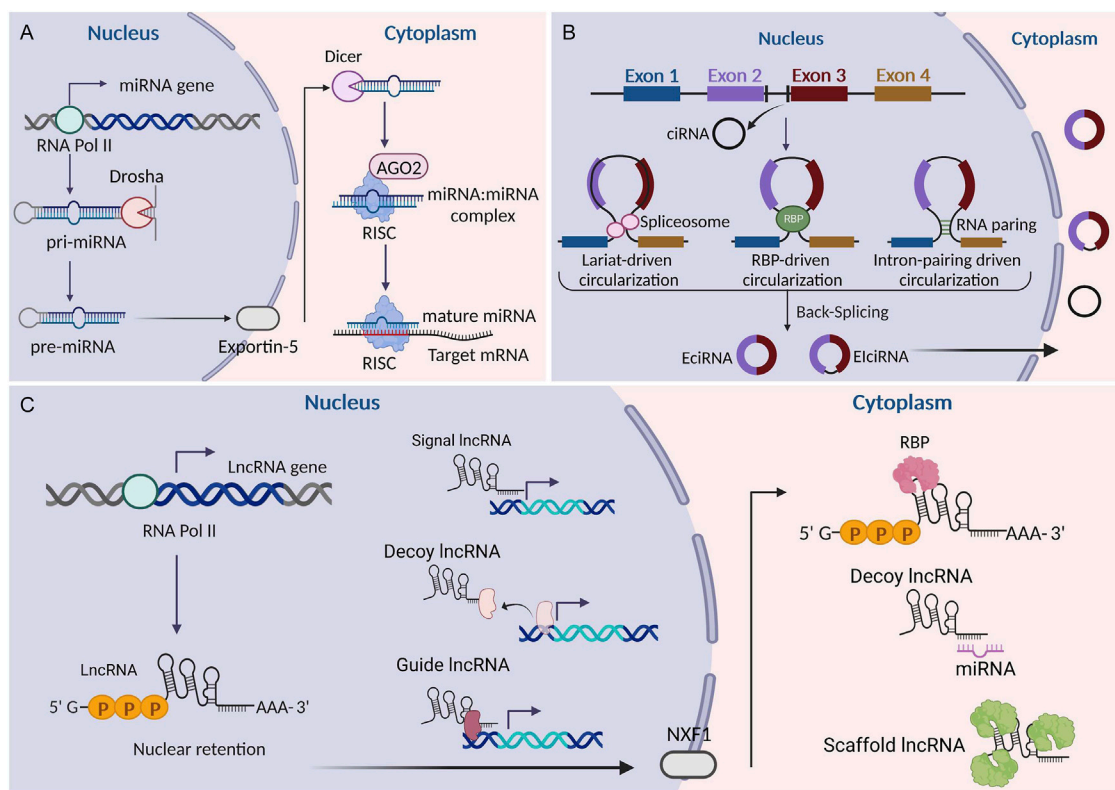 A
Nucleus
Cytoplasm
miRNA gene
RNA Pol II
Drosha
pri-miRNA
pre-miRNA
Exportin-5
Dicer
AGO2
miRNA:miRNA
complex
RISC
mature miRNA
Target mRNA
RISC
B
Nucleus
Cytoplasm
Exon 1
Exon 2
Exon 3
Exon 4
ciRNA
Spliceosome
RBP
RNA paring
Lariat-driven
circularization
RBP-driven
circularization
Intron-pairing driven
circularization
Back-Splicing
EciRNA
EIciRNA
C
Nucleus
Cytoplasm
LncRNA gene
RNA Pol II
LncRNA
5' G P P P AAA- 3'
Nuclear retention
Signal lncRNA
Decoy lncRNA
Guide lncRNA
NXF1
RBP
5' G P P P AAA- 3'
Decoy lncRNA
miRNA
Scaffold lncRNA